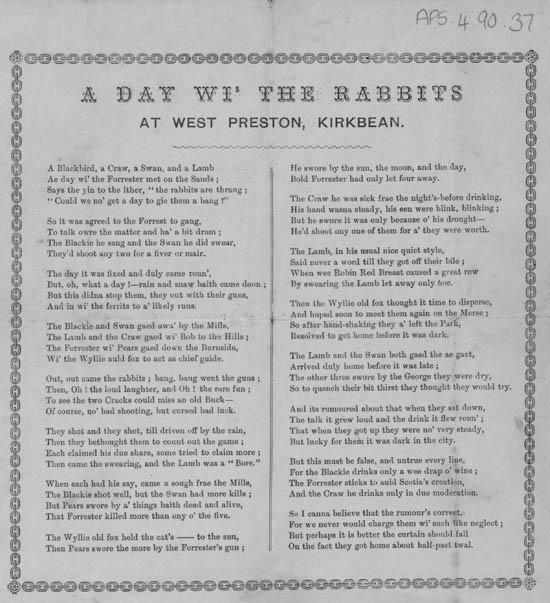 APS. 4. 90. 37
A DAY WI' THE RABBITS
AT WEST PRESTON, KIRKBEAN.
A Blackbird, a Craw, a Swan, and a Lamb
Ae day wi' the Forrester met on the Sands ;
Says the yin to the ither, "the rabbits are thrang ;
"Could we no' get a day to gie them a bang ?"
So it was agreed to the Forrest to gang,
To talk owre the matter and ha' a bit dram ;
The Blackie he sang and the Swan he did swear,
They'd shoot any two for a fiver or mair.
The day it was fixed and duly came roun',
But, oh, what a day !—rain and snaw baith came doon ;
But this didna stop them, they out with their guns,
And in wi' the ferrits to a' likely runs.
The Blackie and Swan gaed awa' by the Mills,
The Lamb and the Craw gaed wi' Bob to the Hills ;
The Forrester wi' Pears gaed down the Burnside,
Wi' the Wyllie auld fox to act as chief guide.
Out, out came the rabbits ; bang, bang went the guns ;
Then, Oh ! the loud laughter, and Oh ! the rare fun ;
To see the two Cracks could miss an old Buck—
Of course, no' bad shooting, but cursed bad luck.
They shot and they shot, till driven off by the rain,
Then they bethought them to count out the game ;
Each claimed his due share, some tried to claim more ;
Then came the swearing, and the Lamb was a "Bore."
When each had his say, came a sough frae the Mills,
The Blackie shot well, but the Swan had more kills ;
But Pears swore by a' things baith dead and alive,
That Forrester killed more than ony o' the five.
The Wyllie old fox held the cat's —— to the sun,
Then Pears swore the more by the Forrester's gun ;
He swore by the sun, the moon, and the day,
Bold Forrester had only let four away.
The Craw he was sick frae the night's-before drinking,
His hand wasna steady, his een were blink, blinking ;
But he swore it was only because o' his drought—
He'd shoot ony one of them for a' they were worth.
The Lamb, in his usual nice quiet style,
Said never a word till they got off their bile ;
When wee Robin Red Breast caused a great row
By swearing the Lamb let away only tow.
Then the Wyllie old fox thought it time to disperse,
And hoped soon to meet them again on the Merse ;
So after hand-shaking they a' left the Park,
Resolved to get home before it was dark.
The Lamb and the Swan both gaed the ae gaet,
Arrived duly home before it was late ;
The other three swore by the George they were dry,
So to quench their bit thirst they thought they would try.
And its rumoured about that when they sat down,
The talk it grew loud and the drink it flew roun' ;
That when they got up they were no' very steady,
But lucky for them it was dark in the city.
But this must be false, and untrue every line,
For the Blackie drinks only a wee drap o' wine ;
The Forrester sticks to auld Scotia's creation,
And the Craw he drinks only in due moderation.
So I canna believe that the rumour's correct,
For we never would charge them wi' such like neglect ;
But perhaps it is better the curtain should fall
On the fact they got home about half-past twal.